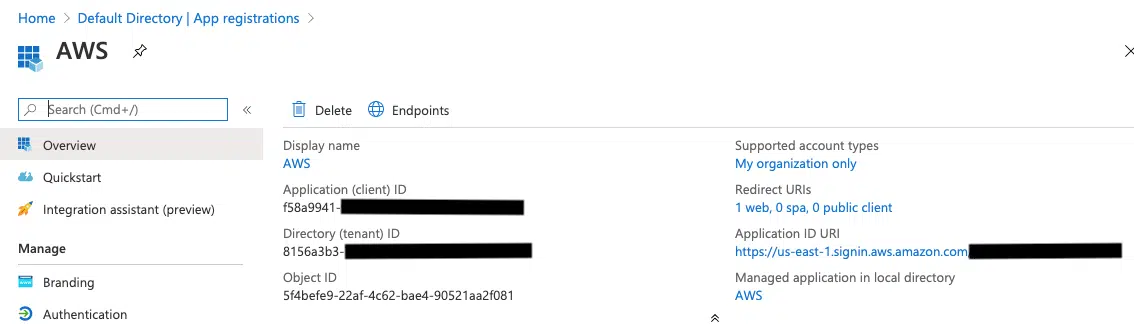 Home > Default Directory | App registrations >
AWS
Search (Cmd+/)
Overview
Quickstart
Integration assistant (preview)
Manage
Branding
Authentication
Delete
Endpoints
Display name
AWS
Application (client) ID
f58a9941-
Directory (tenant) ID
8156a3b3-
Object ID
5f4befe9-22af-4c62-bae4-90521aa2f081
Supported account types
My organization only
Redirect URIs
1 web, 0 spa, 0 public client
Application ID URI
https://us-east-1.signin.aws.amazon.com
Managed application in local directory
AWS